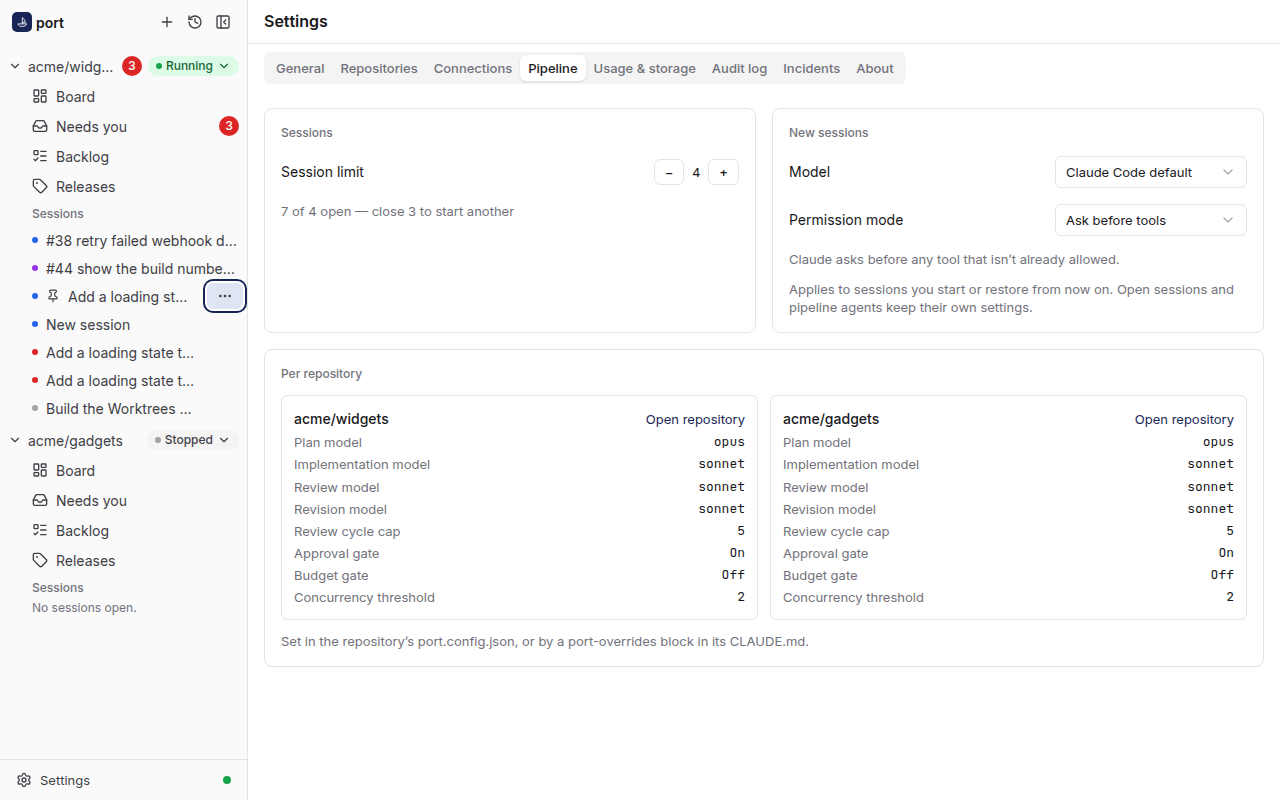 port
acme/widg... 3 Running
Board
Needs you 3
Backlog
Releases
Sessions
#38 retry failed webhook d...
#44 show the build numbe...
Add a loading st...
New session
Add a loading state t...
Add a loading state t...
Build the Worktrees ...
acme/gadgets Stopped
Board
Needs you
Backlog
Releases
Sessions
No sessions open.
Settings
Settings
General Repositories Connections Pipeline Usage & storage Audit log Incidents About
Sessions
Session limit − 4 +
7 of 4 open — close 3 to start another
New sessions
Model Claude Code default
Permission mode Ask before tools
Claude asks before any tool that isn’t already allowed.
Applies to sessions you start or restore from now on. Open sessions and
pipeline agents keep their own settings.
Per repository
acme/widgets Open repository
Plan model opus
Implementation model sonnet
Review model sonnet
Revision model sonnet
Review cycle cap 5
Approval gate On
Budget gate Off
Concurrency threshold 2
acme/gadgets Open repository
Plan model opus
Implementation model sonnet
Review model sonnet
Revision model sonnet
Review cycle cap 5
Approval gate On
Budget gate Off
Concurrency threshold 2
Set in the repository’s port.config.json, or by a port-overrides block in its CLAUDE.md.